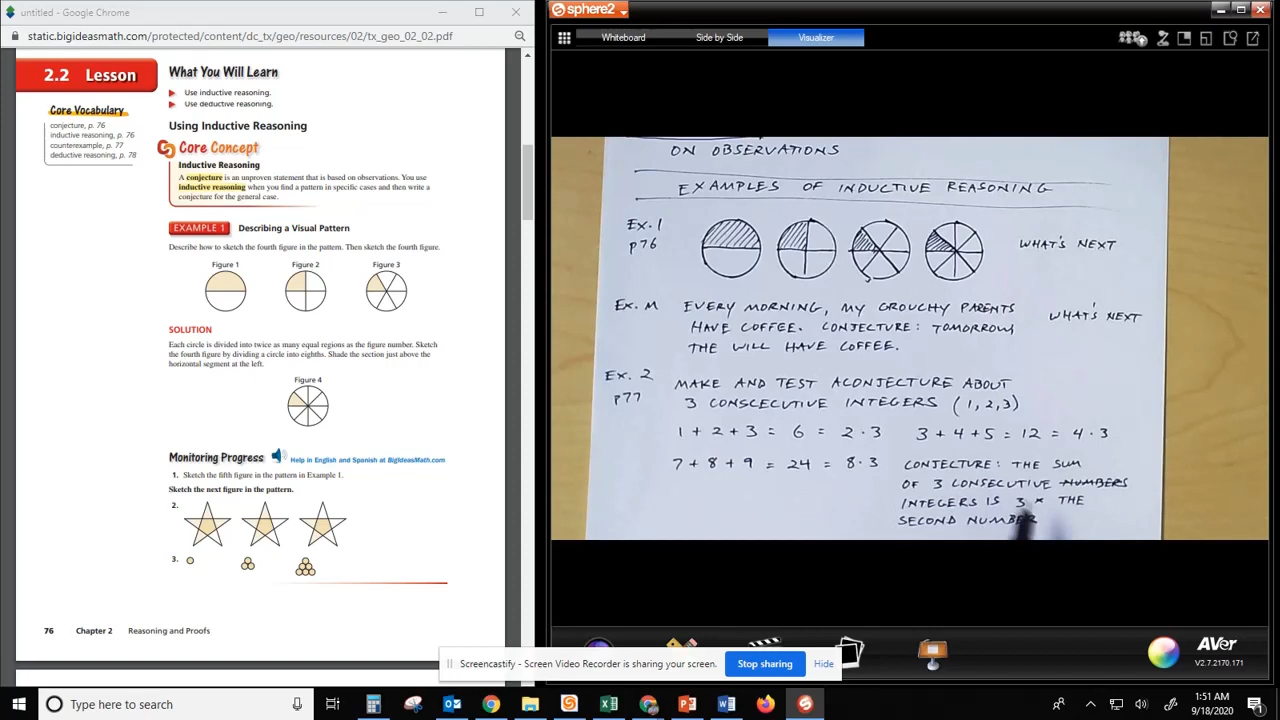 untitled - Google Chrome
static.bigideasmath.com/protected/content/dc_tx/geo/resources/02/tx_geo_02_02.pdf
2.2 Lesson
What You Will Learn
Use inductive reasoning.
Use deductive reasoning.
Core Vocabulary
conjecture, p. 76
inductive reasoning, p. 76
counterexample, p. 77
deductive reasoning, p. 78
Using Inductive Reasoning
Core Concept
Inductive Reasoning
A conjecture is an unproven statement that is based on observations. You use
inductive reasoning when you find a pattern in specific cases and then write a
conjecture for the general case.
EXAMPLE 1 Describing a Visual Pattern
Describe how to sketch the fourth figure in the pattern. Then sketch the fourth figure.
Figure 1 Figure 2 Figure 3
SOLUTION
Each circle is divided into twice as many equal regions as the figure number. Sketch
the fourth figure by dividing a circle into eighths. Shade the section just above the
horizontal segment at the left.
Figure 4
Monitoring Progress Help in English and Spanish at BigIdeasMath.com
1. Sketch the fifth figure in the pattern in Example 1.
Sketch the next figure in the pattern.
2.
3.
76 Chapter 2 Reasoning and Proofs
sphere2
Whiteboard Side by Side Visualizer
ON OBSERVATIONS
EXAMPLES OF INDUCTIVE REASONING
Ex. 1
p76
WHAT'S NEXT
Ex. M EVERY MORNING, MY GROUCHY PARENTS
HAVE COFFEE. CONJECTURE: TOMORROW
THE WILL HAVE COFFEE.
WHAT'S NEXT
Ex. 2 MAKE AND TEST ACONJECTURE ABOUT
p77 3 CONSCECUTIVE INTEGERS (1,2,3)
1 + 2 + 3 = 6 = 2 · 3 3 + 4 + 5 = 12 = 4 · 3
7 + 8 + 9 = 24 = 8 · 3
CONJECTURE: THE SUM
OF 3 CONSECUTIVE NUMBERS
INTEGERS IS 3 × THE
SECOND NUMBER
AVer
V2.7.2170.171
Screencastify - Screen Video Recorder is sharing your screen. Stop sharing Hide
Type here to search
1:51 AM
9/18/2020